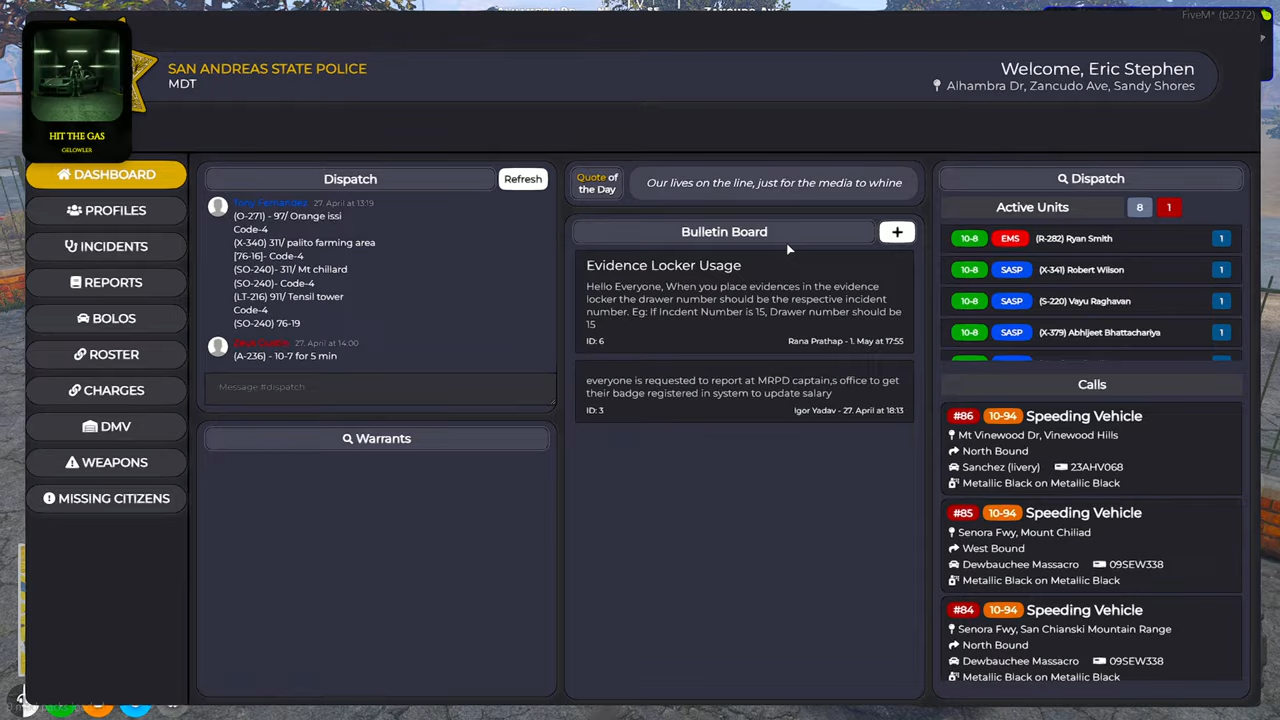 FiveM* (b2372)
SAN ANDREAS STATE POLICE
MDT
Welcome, Eric Stephen
Alhambra Dr, Zancudo Ave, Sandy Shores
HIT THE GAS
GELOWLER
DASHBOARD
PROFILES
INCIDENTS
REPORTS
BOLOS
ROSTER
CHARGES
DMV
WEAPONS
MISSING CITIZENS
Dispatch
Refresh
Tony Fernandez 27. April at 13:19
(O-271) - 97/ Orange issi
Code-4
(X-340) 311/ palito farming area
[76-16]- Code-4
(SO-240)- 311/ Mt chillard
(SO-240)- Code-4
(LT-216) 911/ Tensil tower
Code-4
(SO-240) 76-19
27. April at 14:00
(A-236) - 10-7 for 5 min
Message #dispatch
Warrants
Quote of
the Day
Our lives on the line, just for the media to whine
Bulletin Board
+
Evidence Locker Usage
Hello Everyone, When you place evidences in the evidence
locker the drawer number should be the respective incident
number. Eg: If Incdent Number is 15, Drawer number should be
15
ID: 6
Rana Prathap - 1. May at 17:55
everyone is requested to report at MRPD captain,s office to get
their badge registered in system to update salary
ID: 3
Igor Yadav - 27. April at 18:13
Dispatch
Active Units 8 1
10-8 EMS (R-282) Ryan Smith 1
10-8 SASP (X-341) Robert Wilson 1
10-8 SASP (S-220) Vayu Raghavan 1
10-8 SASP (X-379) Abhijeet Bhattachariya 1
Calls
#86 10-94 Speeding Vehicle
Mt Vinewood Dr, Vinewood Hills
North Bound
Sanchez (livery) 23AHV068
Metallic Black on Metallic Black
#85 10-94 Speeding Vehicle
Senora Fwy, Mount Chiliad
West Bound
Dewbauchee Massacro 09SEW338
Metallic Black on Metallic Black
#84 10-94 Speeding Vehicle
Senora Fwy, San Chianski Mountain Range
North Bound
Dewbauchee Massacro 09SEW338
Metallic Black on Metallic Black